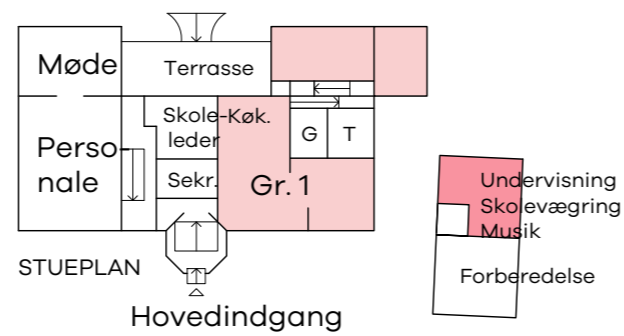 Møde
Terrasse
Skole-Køk.
leder
G
T
Perso-
nale
Sekr.
Gr. 1
Undervisning
Skolevægring
Musik
Forberedelse
STUEPLAN
Hovedindgang